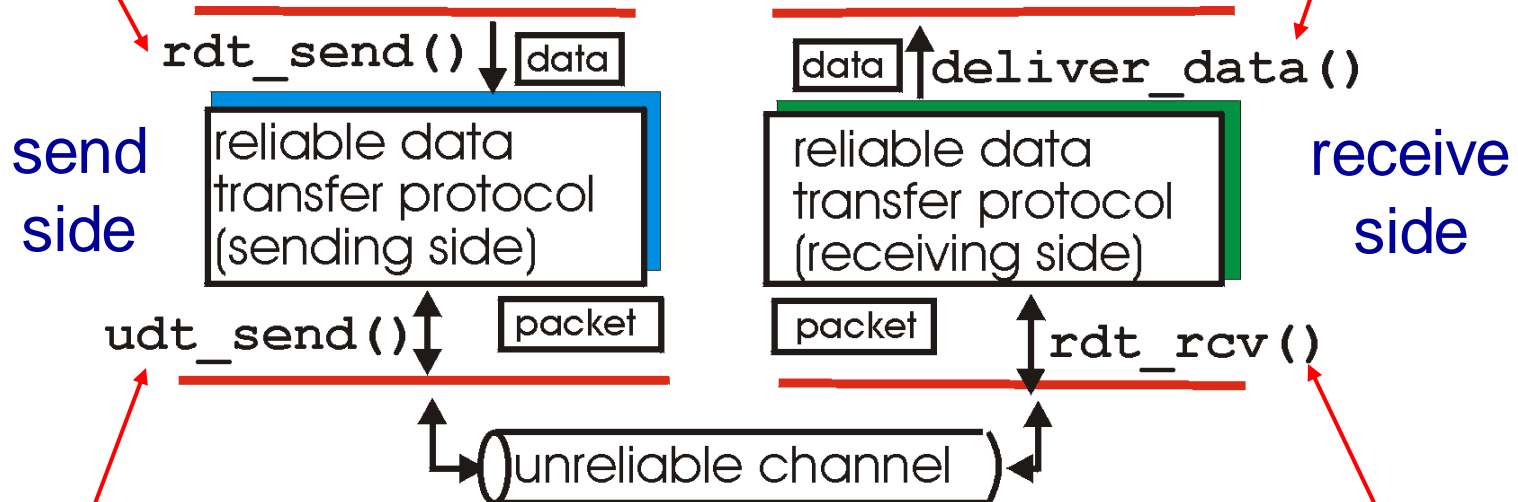 rdt_send()
data
data
deliver_data()
send
side
reliable data
transfer protocol
(sending side)
reliable data
transfer protocol
(receiving side)
receive
side
udt_send()
packet
packet
rdt_rcv()
unreliable channel